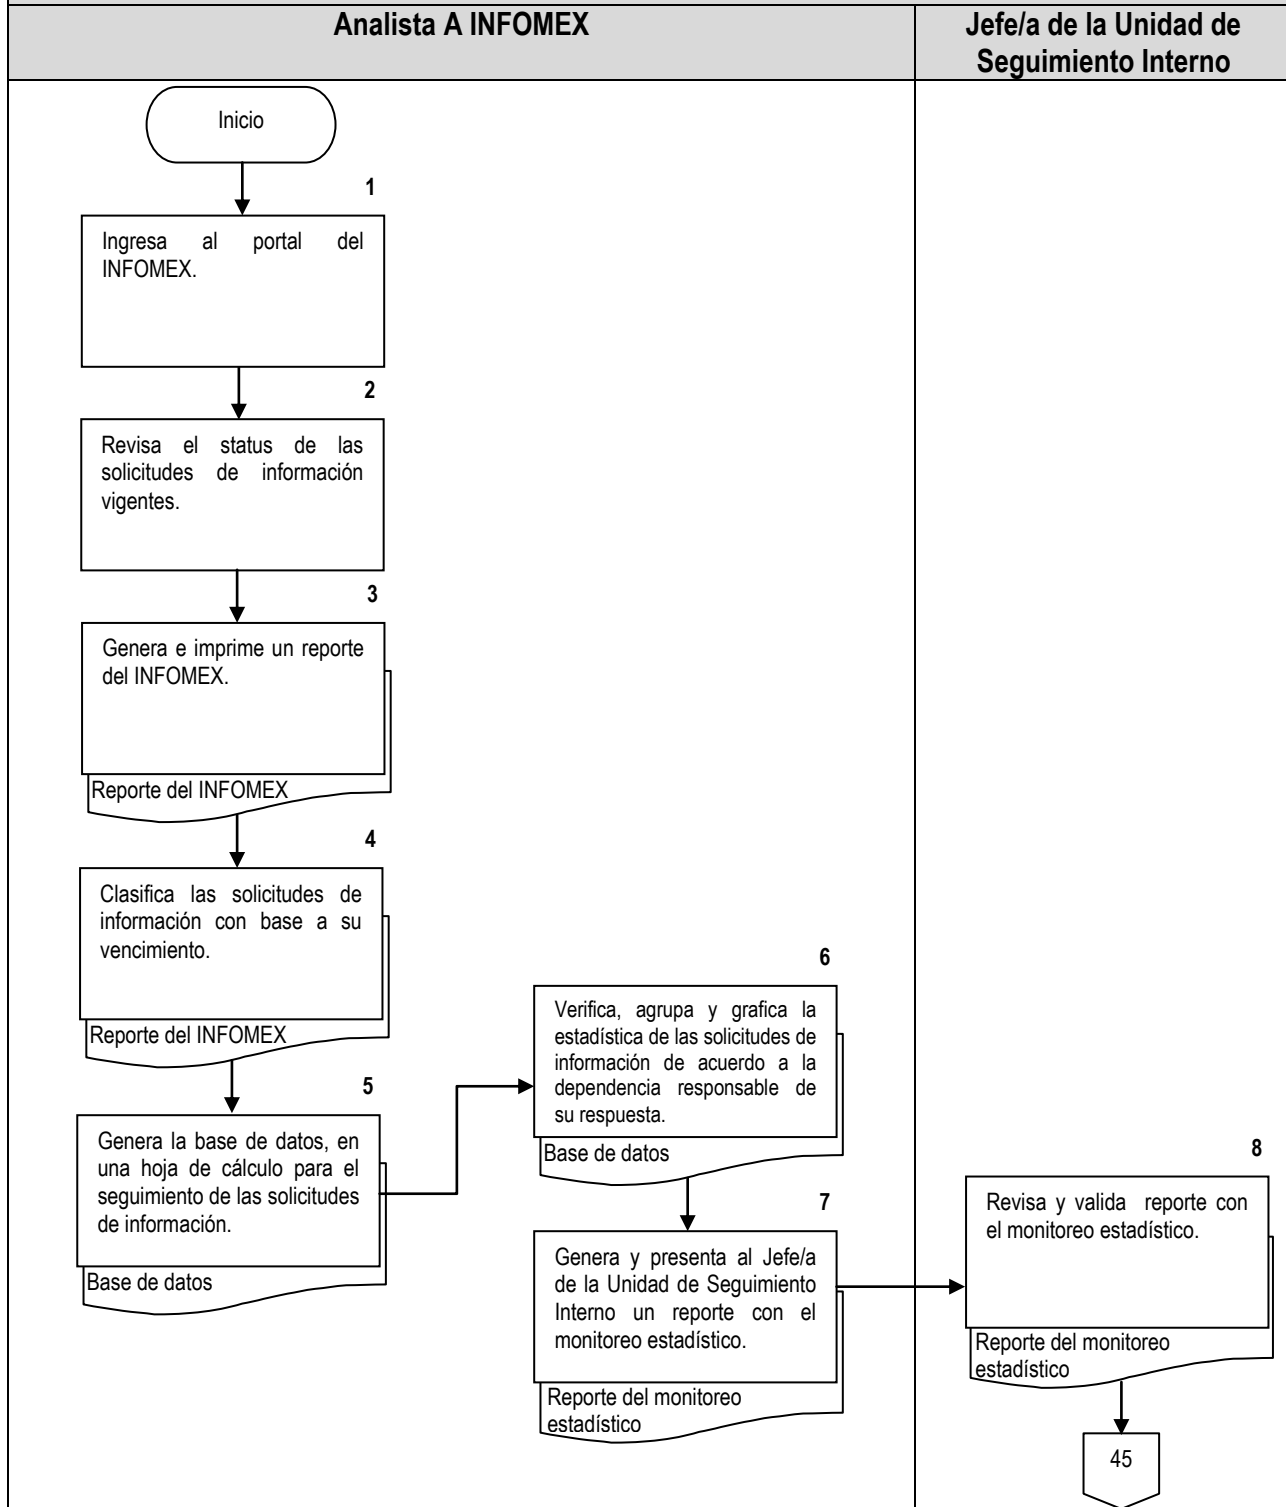 Analista A INFOMEX
Jefe/a de la Unidad de
Seguimiento Interno
Inicio
1
Ingresa al portal del
INFOMEX.
2
Revisa el status de las
solicitudes de información
vigentes.
3
Genera e imprime un reporte
del INFOMEX.
Reporte del INFOMEX
4
Clasifica las solicitudes de
información con base a su
vencimiento.
Reporte del INFOMEX
5
Genera la base de datos, en
una hoja de cálculo para el
seguimiento de las solicitudes
de información.
Base de datos
6
Verifica, agrupa y grafica la
estadística de las solicitudes de
información de acuerdo a la
dependencia responsable de
su respuesta.
Base de datos
7
Genera y presenta al Jefe/a
de la Unidad de Seguimiento
Interno un reporte con el
monitoreo estadístico.
Reporte del monitoreo
estadístico
8
Revisa y valida reporte con
el monitoreo estadístico.
Reporte del monitoreo
estadístico
45